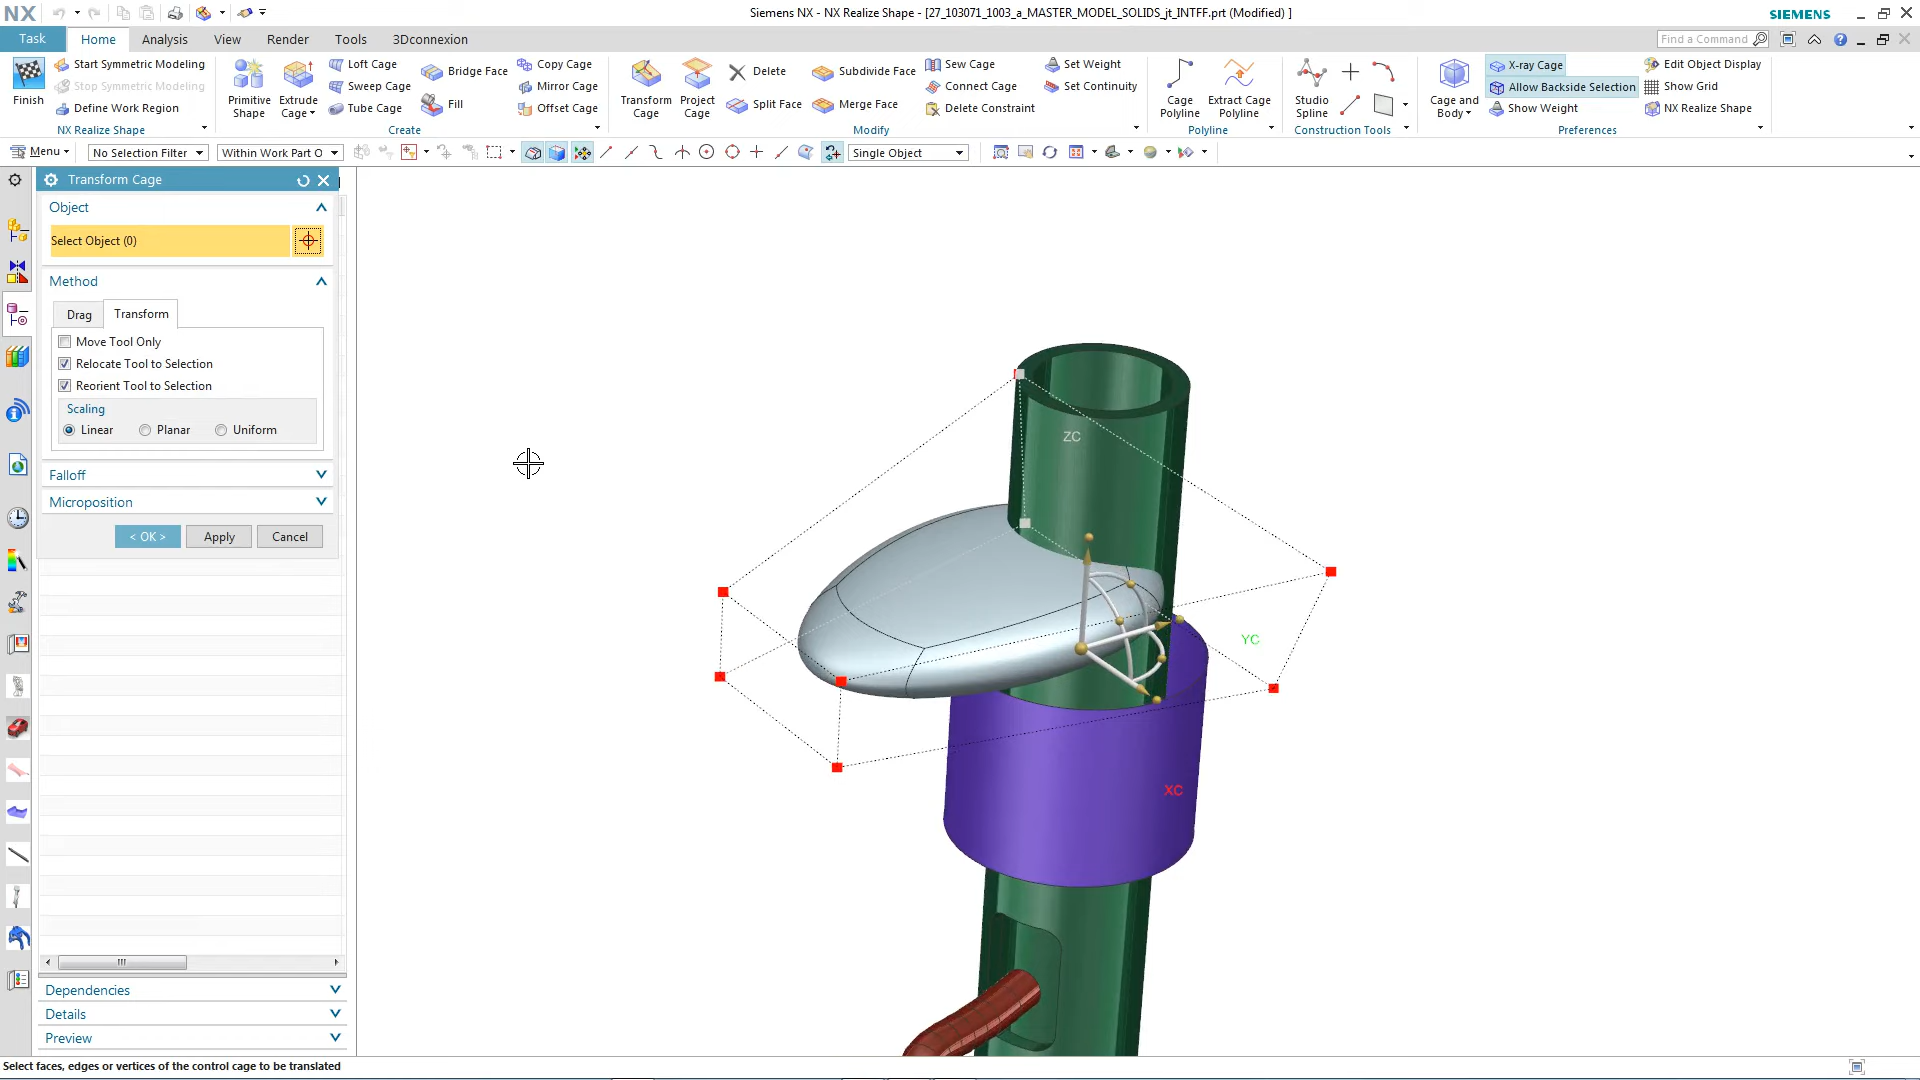 NX
Siemens NX - NX Realize Shape - [27_103071_1003_a_MASTER_MODEL_SOLIDS_jt_INTFF.prt (Modified) ]
SIEMENS
Task
Home
Analysis
View
Render
Tools
3Dconnexion
Find a Command
Finish
Start Symmetric Modeling
Stop Symmetric Modeling
Define Work Region
NX Realize Shape
Primitive
Shape
Extrude
Cage
Loft Cage
Sweep Cage
Tube Cage
Bridge Face
Fill
Copy Cage
Mirror Cage
Offset Cage
Create
Transform
Cage
Project
Cage
Delete
Split Face
Subdivide Face
Merge Face
Sew Cage
Connect Cage
Delete Constraint
Set Weight
Set Continuity
Modify
Cage
Polyline
Extract Cage
Polyline
Polyline
Studio
Spline
Construction Tools
Cage and
Body
X-ray Cage
Allow Backside Selection
Show Weight
Edit Object Display
Show Grid
NX Realize Shape
Preferences
Menu
No Selection Filter
Within Work Part O
Single Object
Transform Cage
Object
Select Object (0)
Method
Drag
Transform
Move Tool Only
Relocate Tool to Selection
Reorient Tool to Selection
Scaling
Linear
Planar
Uniform
Falloff
Microposition
< OK >
Apply
Cancel
ZC
YC
XC
Dependencies
Details
Preview
Select faces, edges or vertices of the control cage to be translated